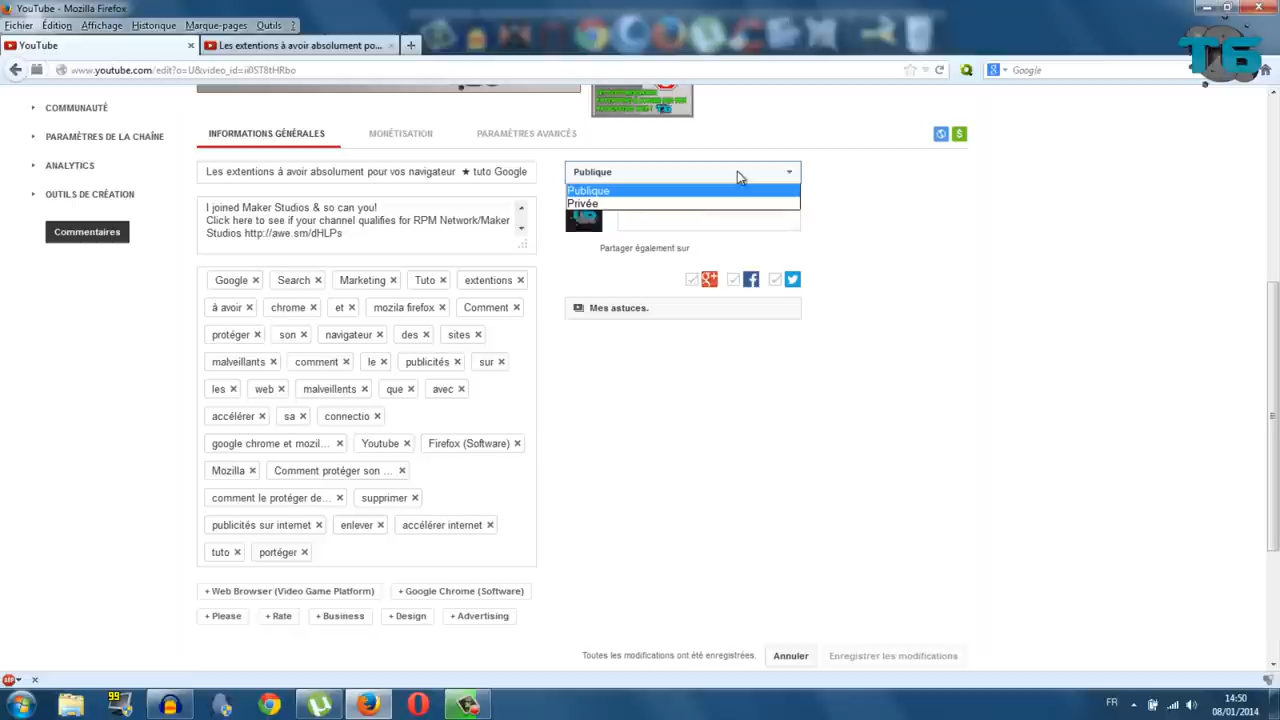 YouTube - Mozilla Firefox
Fichier Édition Affichage Historique Marque-pages Outils ?
YouTube × Les extentions à avoir absolument po... × +
www.youtube.com/edit?o=U&video_id=ii0ST8tHRbo Google
T6
COMMUNAUTÉ
PARAMÈTRES DE LA CHAÎNE
ANALYTICS
OUTILS DE CRÉATION
Commentaires
INFORMATIONS GÉNÉRALES MONÉTISATION PARAMÈTRES AVANCÉS $
Les extentions à avoir absolument pour vos navigateur ★ tuto Google
I joined Maker Studios & so can you!
Click here to see if your channel qualifies for RPM Network/Maker
Studios http://awe.sm/dHLPs
Publique
Publique
Privée
Partager également sur
Mes astuces.
Google × Search × Marketing × Tuto × extentions ×
à avoir × chrome × et × mozila firefox × Comment ×
protéger × son × navigateur × des × sites ×
malveillants × comment × le × publicités × sur ×
les × web × malveillents × que × avec ×
accélérer × sa × connectio ×
google chrome et mozil... × Youtube × Firefox (Software) ×
Mozilla × Comment protéger son ... ×
comment le protéger de... × supprimer ×
publicités sur internet × enlever × accélérer internet ×
tuto × portéger ×
+ Web Browser (Video Game Platform) + Google Chrome (Software)
+ Please + Rate + Business + Design + Advertising
Toutes les modifications ont été enregistrées. Annuler Enregistrer les modifications
ABP
99
FR 14:50
08/01/2014